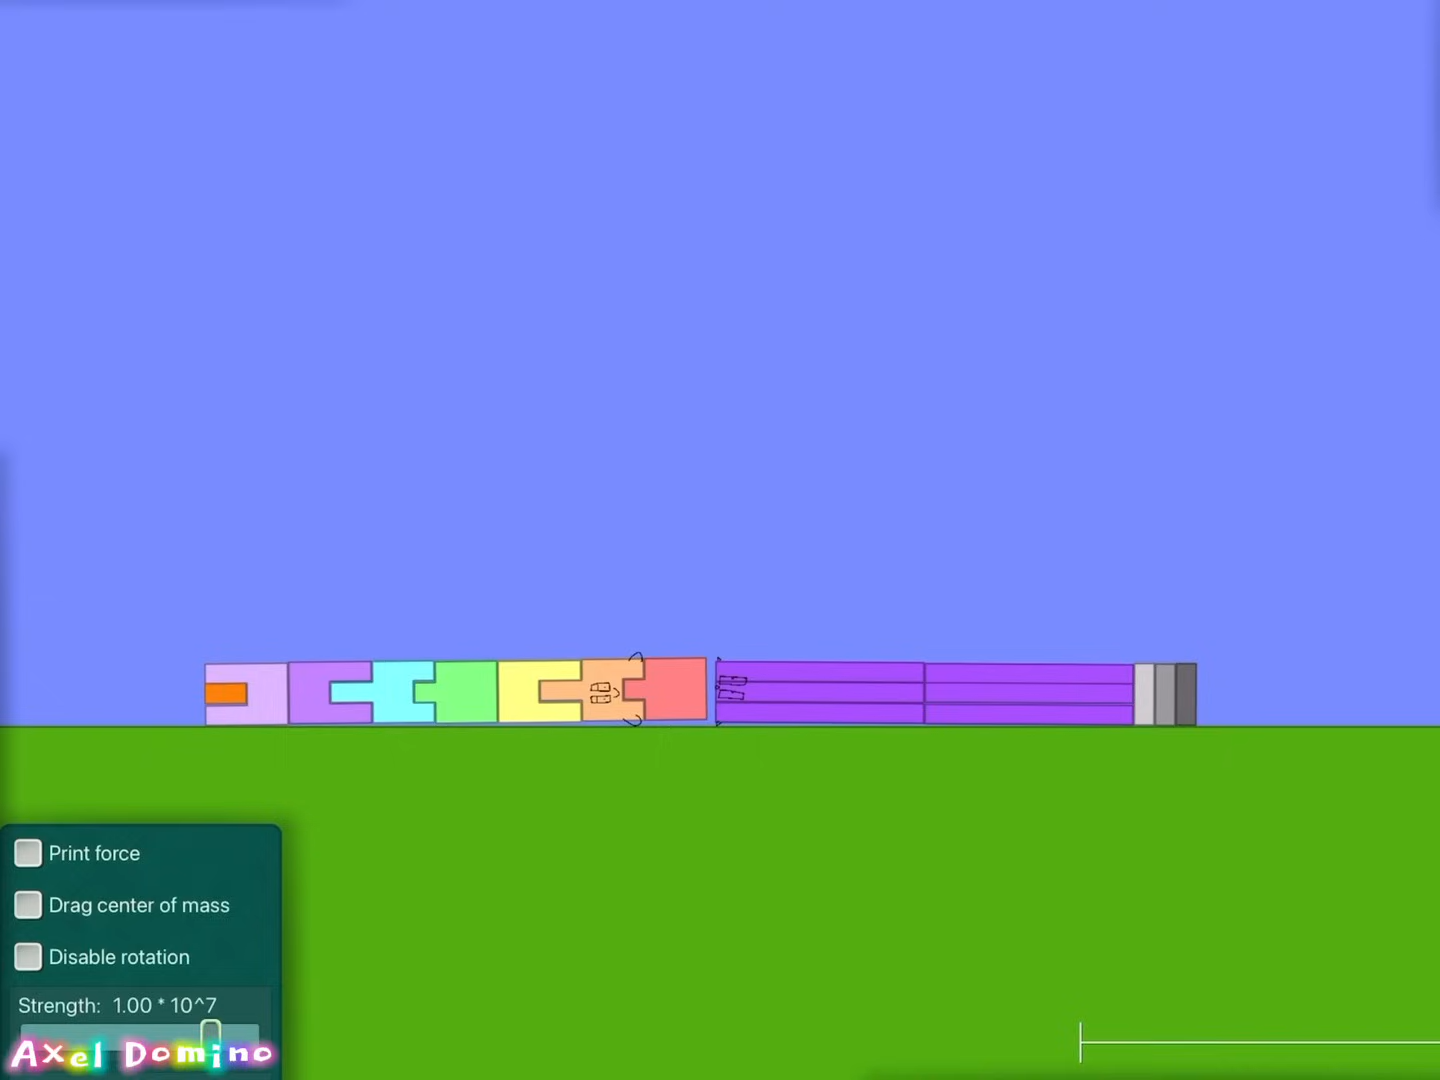 Print force
Drag center of mass
Disable rotation
Strength: 1.00 * 10^7
Axel Domino